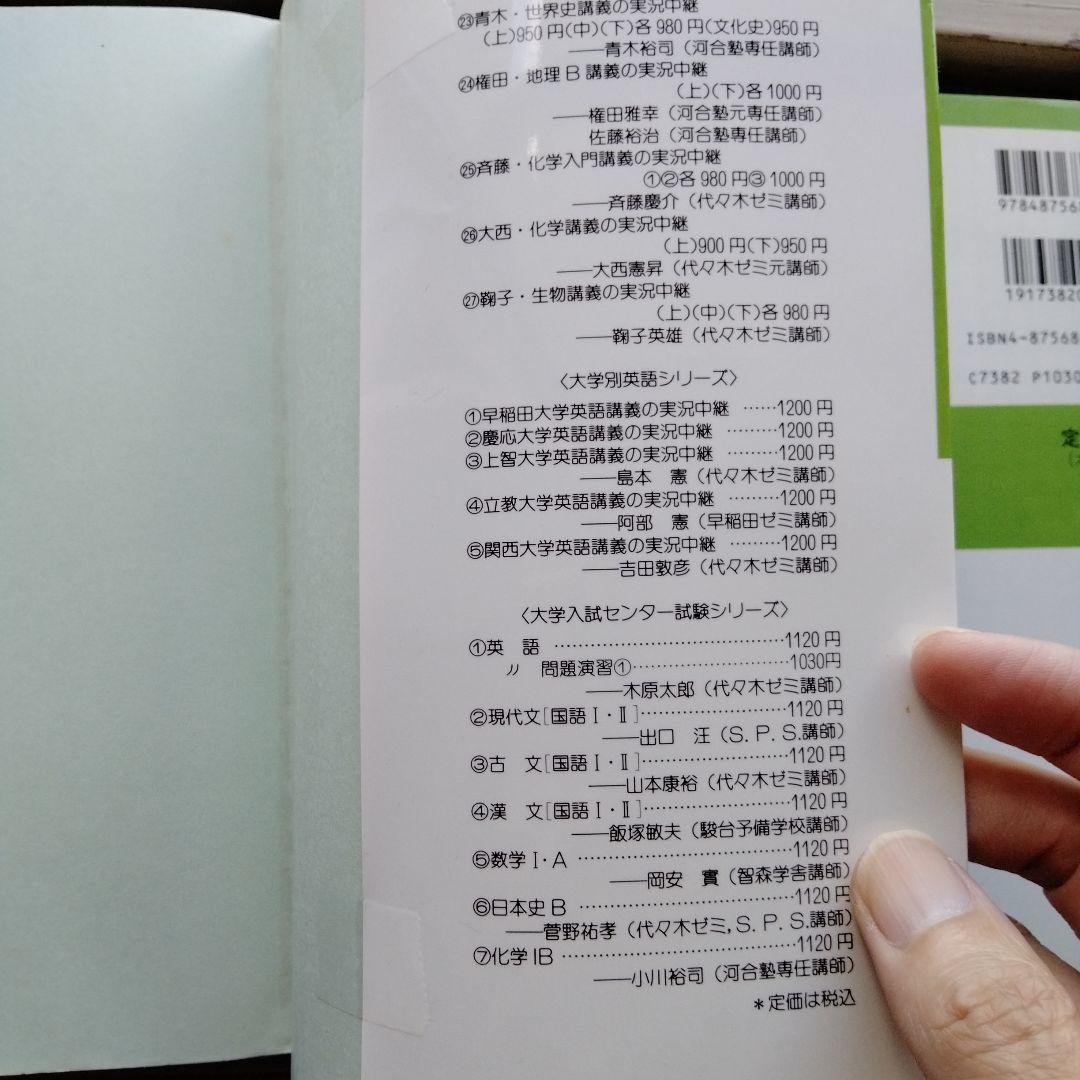 ㉓青木・世界史講義の実況中継
(上)950円(中)(下)各980円(文化史)950円
——青木裕司(河合塾専任講師)
㉔権田・地理B講義の実況中継
(上)(下)各1000円
——権田雅幸(河合塾元専任講師)
佐藤裕治(河合塾専任講師)
㉕斉藤・化学入門講義の実況中継
①②各980円③1000円
——斉藤慶介(代々木ゼミ講師)
㉖大西・化学講義の実況中継
(上)900円(下)950円
——大西憲昇(代々木ゼミ元講師)
㉗鞠子・生物講義の実況中継
(上)(中)(下)各980円
——鞠子英雄(代々木ゼミ講師)
〈大学別英語シリーズ〉
①早稲田大学英語講義の実況中継 ……1200円
②慶応大学英語講義の実況中継 ………1200円
③上智大学英語講義の実況中継 ………1200円
——島本 憲(代々木ゼミ講師)
④立教大学英語講義の実況中継 ………1200円
——阿部 憲(早稲田ゼミ講師)
⑤関西大学英語講義の実況中継 ………1200円
——吉田敦彦(代々木ゼミ講師)
〈大学入試センター試験シリーズ〉
①英 語 ……………………………1120円
〃 問題演習①……………………1030円
——木原太郎(代々木ゼミ講師)
②現代文[国語Ⅰ・Ⅱ]…………………1120円
——出口 汪(S.P.S.講師)
③古 文[国語Ⅰ・Ⅱ]…………………1120円
——山本康裕(代々木ゼミ講師)
④漢 文[国語Ⅰ・Ⅱ]…………………1120円
——飯塚敏夫(駿台予備学校講師)
⑤数学Ⅰ・A …………………………1120円
——岡安 實(智森学舎講師)
⑥日本史B ……………………………1120円
——菅野祐孝(代々木ゼミ,S.P.S.講師)
⑦化学ⅠB ……………………………1120円
——小川裕司(河合塾専任講師)
*定価は税込
978487568
19173820
ISBN4-87568
C7382 P1030
定